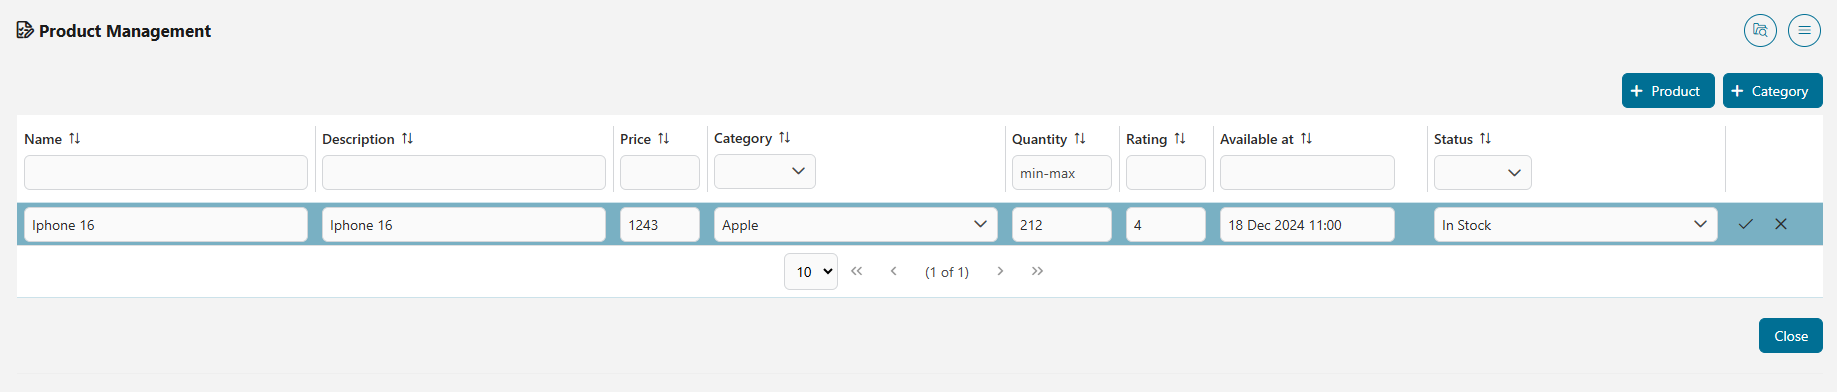 Product Management
Product Category
Name Description Price Category Quantity Rating Available at Status
min-max
Iphone 16 Iphone 16 1243 Apple 212 4 18 Dec 2024 11:00 In Stock
10 (1 of 1)
Close